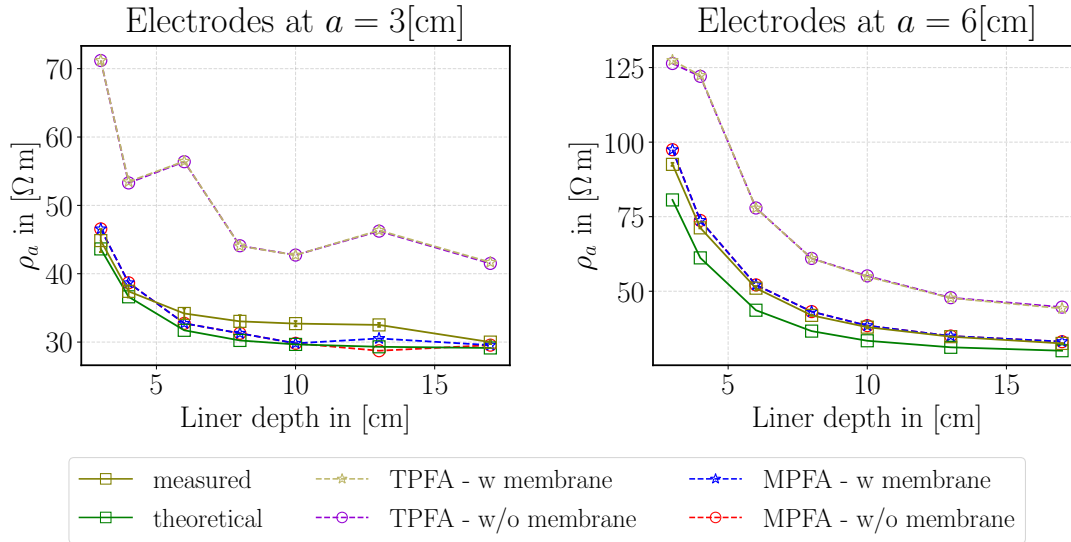 Electrodes at a = 3[cm]
70
60
50
40
30
5
10
15
ρa in [Ω m]
Liner depth in [cm]
Electrodes at a = 6[cm]
125
100
75
50
5
10
15
ρa in [Ω m]
Liner depth in [cm]
measured
theoretical
TPFA - w membrane
TPFA - w/o membrane
MPFA - w membrane
MPFA - w/o membrane